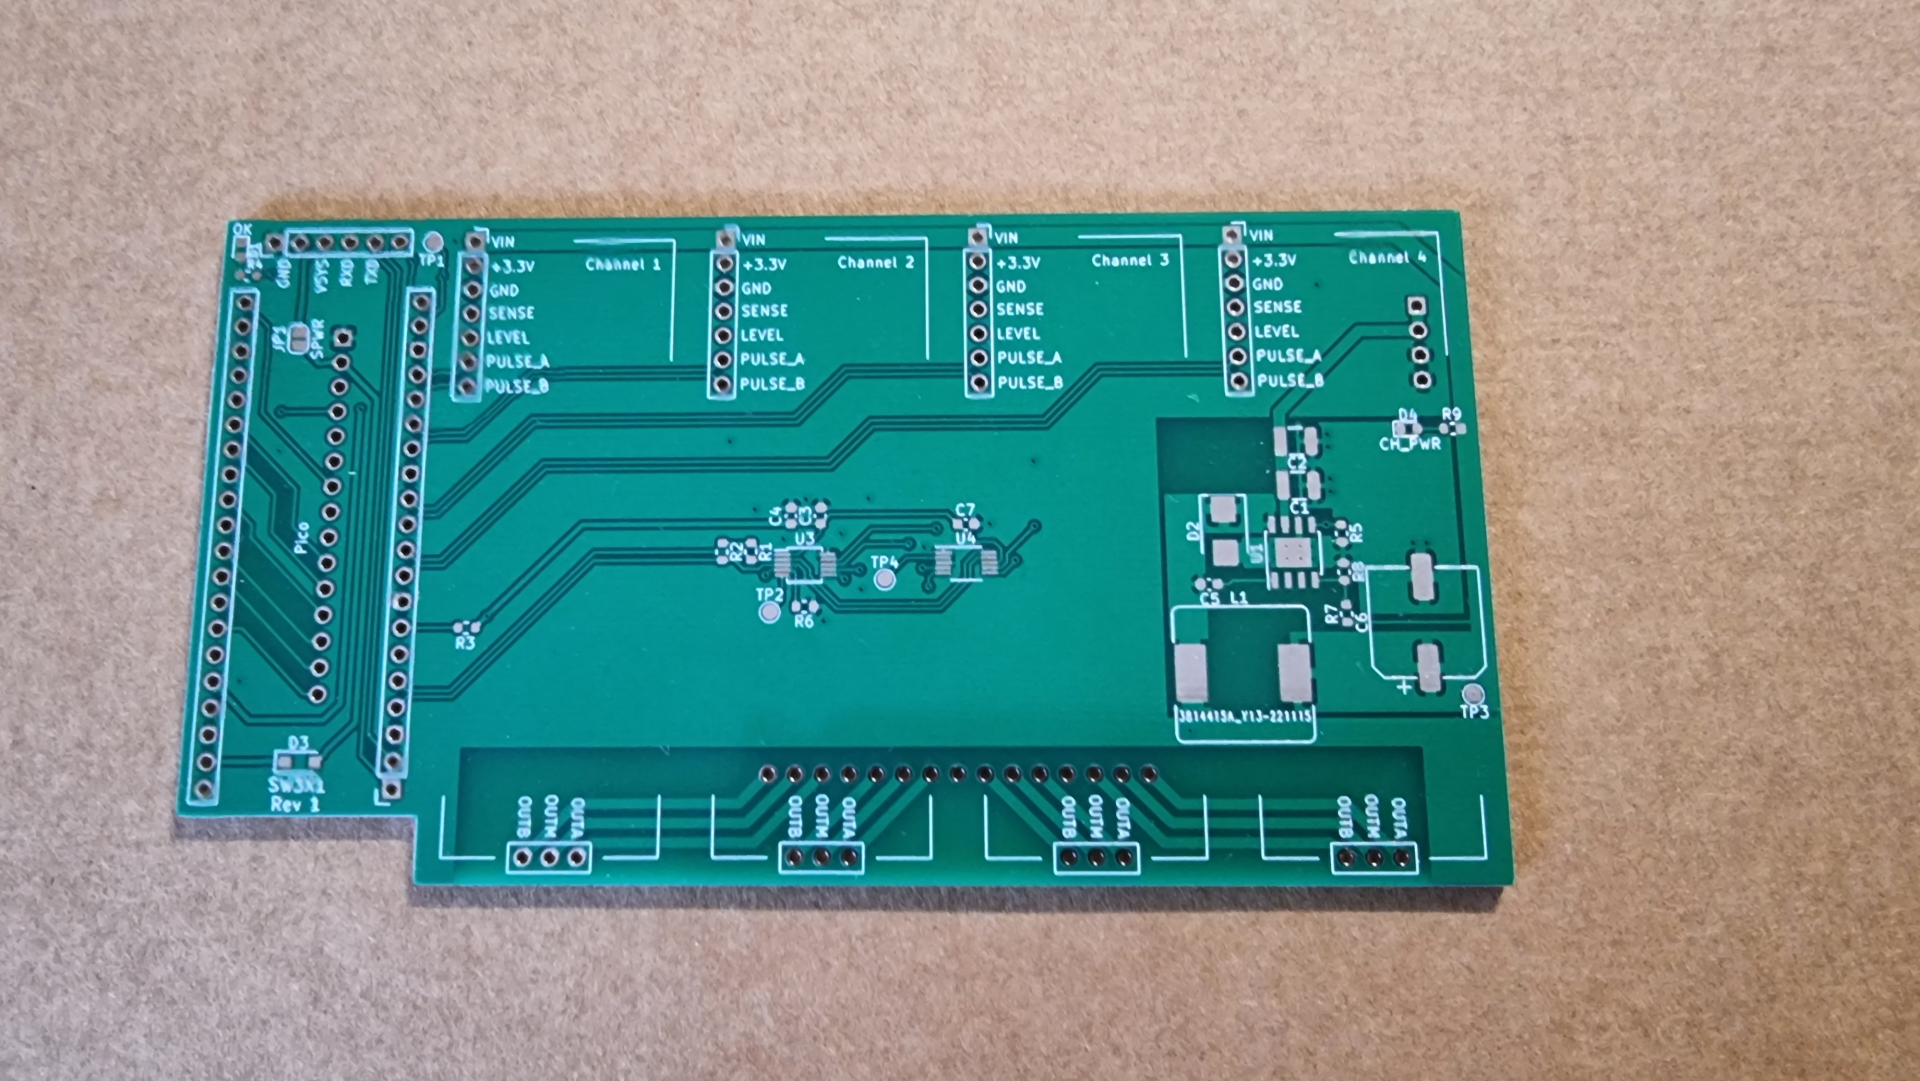 OK
GND
VSYS
RXD
TXD
TP1
VIN
+3.3V
GND
SENSE
LEVEL
PULSE_A
PULSE_B
Channel 1
VIN
+3.3V
GND
SENSE
LEVEL
PULSE_A
PULSE_B
Channel 2
VIN
+3.3V
GND
SENSE
LEVEL
PULSE_A
PULSE_B
Channel 3
VIN
+3.3V
GND
SENSE
LEVEL
PULSE_A
PULSE_B
Channel 4
JP1
SPWR
Pico
D4
R9
CH_PWR
C2
C1
D2
U1
R5
R8
R7
C6
C5
L1
3814415A_Y13-221115
+
TP3
C4
C3
U3
R2
R1
C7
U4
TP4
TP2
R6
R3
D3
SW3X1
Rev 1
OUTB
OUTM
OUTA
OUTB
OUTM
OUTA
OUTB
OUTM
OUTA
OUTB
OUTM
OUTA